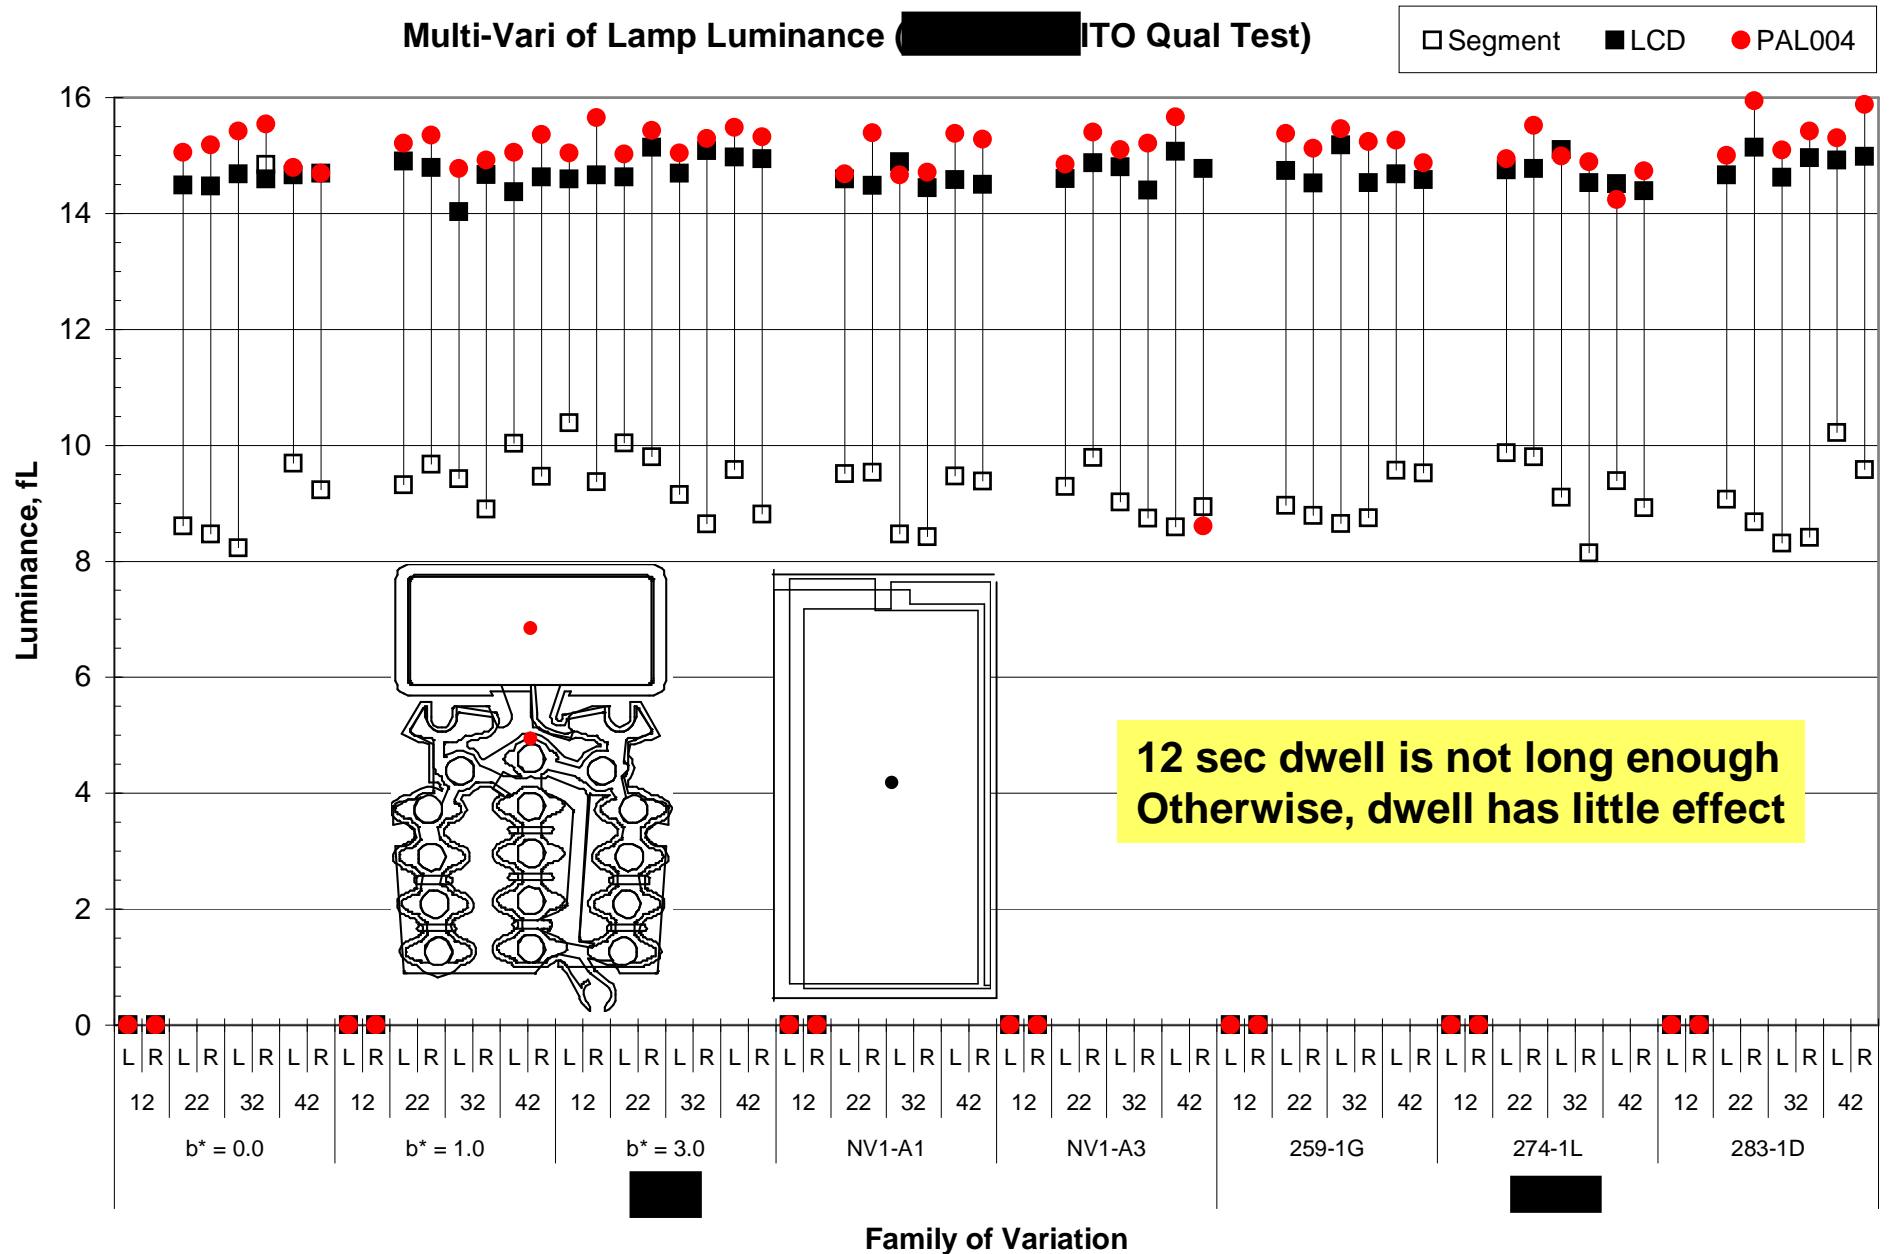 Multi-Vari of Lamp Luminance (ITO Qual Test)
Segment LCD PAL004
16
14
12
10
8
6
4
2
0
Luminance, fL
12 sec dwell is not long enough
Otherwise, dwell has little effect
L R L R L R L R L R L R L R L R L R L R L R L R L R L R L R L R L R L R L R L R L R L R L R L R L R L R L R L R L R L R L R L R
12 22 32 42 12 22 32 42 12 22 32 42 12 22 32 42 12 22 32 42 12 22 32 42 12 22 32 42 12 22 32 42
b* = 0.0 b* = 1.0 b* = 3.0 NV1-A1 NV1-A3 259-1G 274-1L 283-1D
Family of Variation